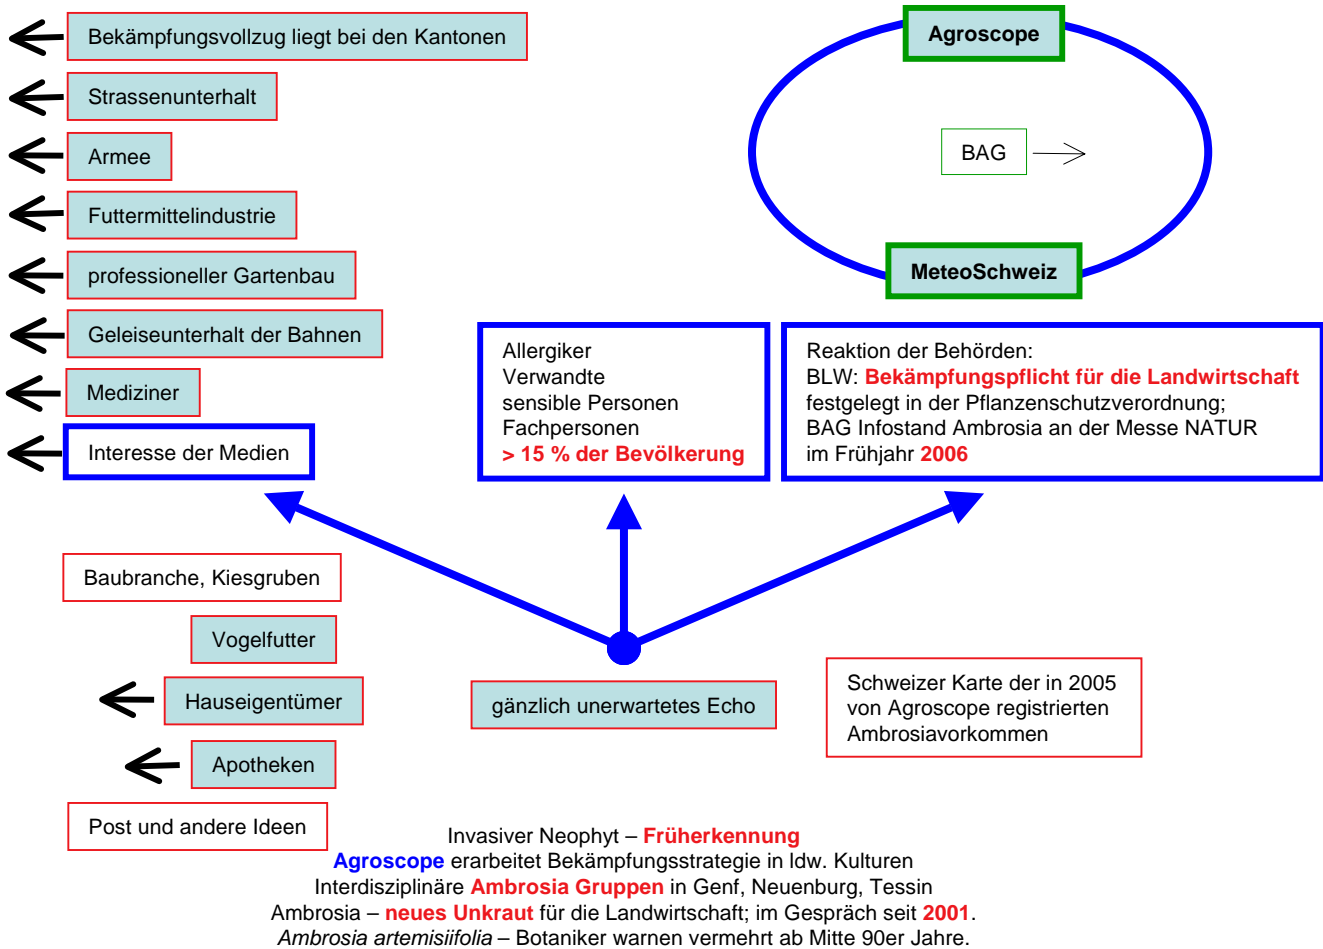 Bekämpfungsvollzug liegt bei den Kantonen
Strassenunterhalt
Armee
Futtermittelindustrie
professioneller Gartenbau
Geleiseunterhalt der Bahnen
Mediziner
Interesse der Medien
Agroscope
BAG
MeteoSchweiz
Allergiker
Verwandte
sensible Personen
Fachpersonen
> 15 % der Bevölkerung
Reaktion der Behörden:
BLW: Bekämpfungspflicht für die Landwirtschaft
festgelegt in der Pflanzenschutzverordnung;
BAG Infostand Ambrosia an der Messe NATUR
im Frühjahr 2006
Baubranche, Kiesgruben
Vogelfutter
Hauseigentümer
Apotheken
Post und andere Ideen
gänzlich unerwartetes Echo
Schweizer Karte der in 2005
von Agroscope registrierten
Ambrosiavorkommen
Invasiver Neophyt – Früherkennung
Agroscope erarbeitet Bekämpfungsstrategie in ldw. Kulturen
Interdisziplinäre Ambrosia Gruppen in Genf, Neuenburg, Tessin
Ambrosia – neues Unkraut für die Landwirtschaft; im Gespräch seit 2001.
Ambrosia artemisiifolia – Botaniker warnen vermehrt ab Mitte 90er Jahre.